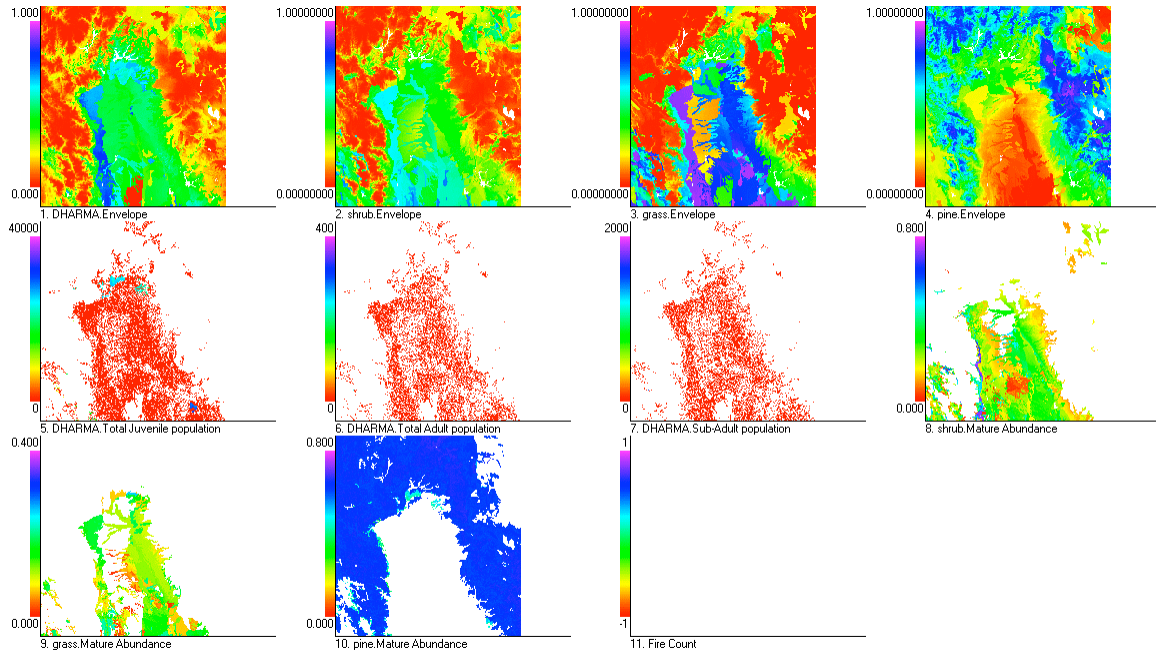 1.000
0.000
1. DHARMA.Envelope
1.00000000
0.00000000
2. shrub.Envelope
1.00000000
0.00000000
3. grass.Envelope
1.00000000
0.00000000
4. pine.Envelope
40000
0
5. DHARMA.Total Juvenile population
400
0
6. DHARMA.Total Adult population
2000
0
7. DHARMA.Sub-Adult population
0.800
0.000
8. shrub.Mature Abundance
0.400
0.000
9. grass.Mature Abundance
0.800
0.000
10. pine.Mature Abundance
1
-1
11. Fire Count